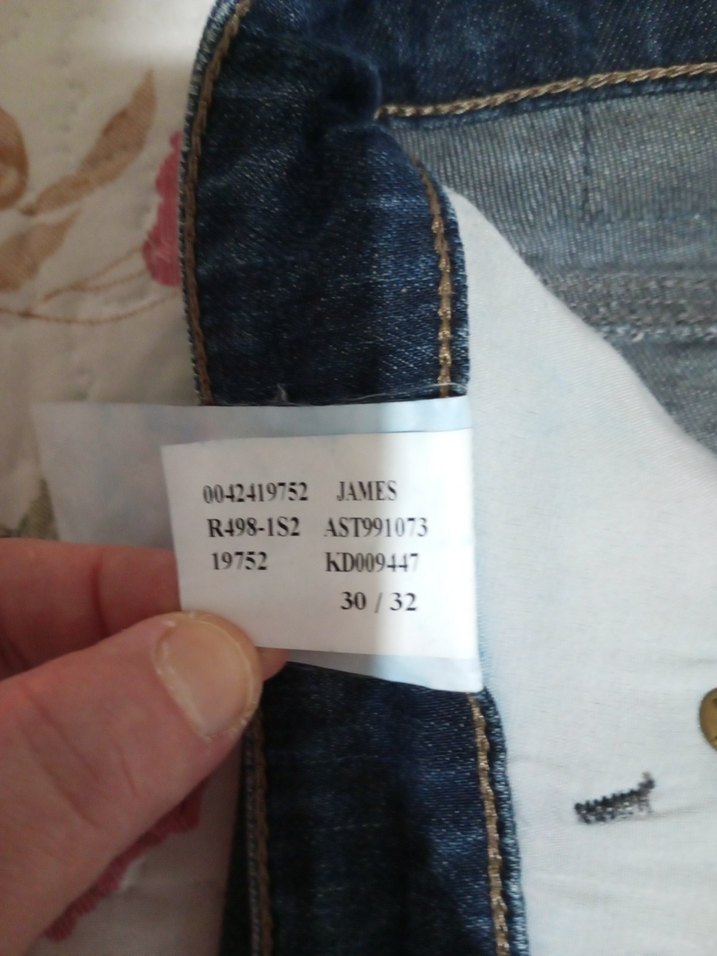 0042419752 JAMES
R498-1S2 AST991073
19752 KD009447
30 / 32